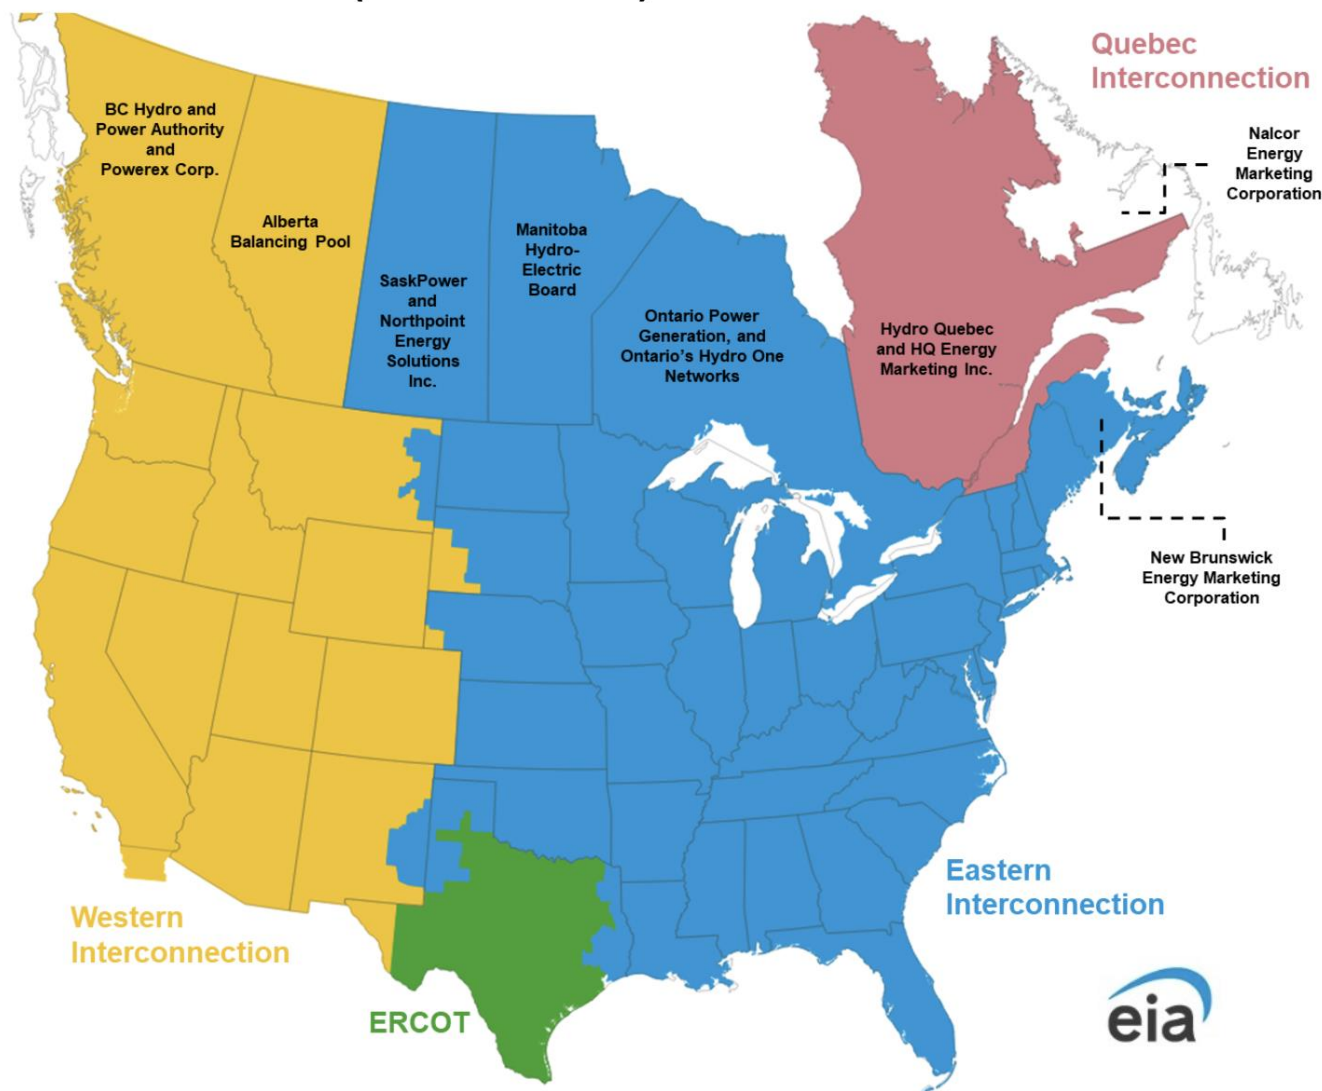 Quebec
Interconnection
Nalcor
Energy
Marketing
Corporation
BC Hydro and
Power Authority
and
Powerex Corp.
Alberta
Balancing Pool
SaskPower
and
Northpoint
Energy
Solutions
Inc.
Manitoba
Hydro-
Electric
Board
Ontario Power
Generation, and
Ontario's Hydro One
Networks
Hydro Quebec
and HQ Energy
Marketing Inc.
New Brunswick
Energy Marketing
Corporation
Eastern
Interconnection
Western
Interconnection
ERCOT
eia